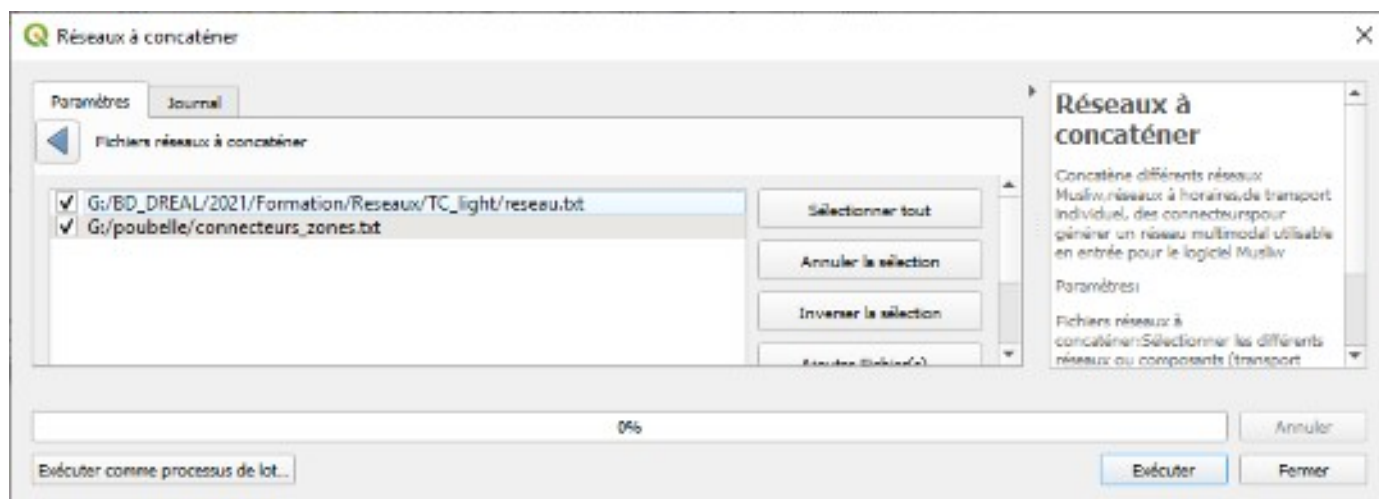 Réseaux à concaténer
Paramètres
Journal
Fichiers réseaux à concaténer
G:/BD_DREAL/2021/Formation/Reseaux/TC_light/reseau.txt
G:/poubelle/connecteurs_zones.txt
Sélectionner tout
Annuler la sélection
Inverser la sélection
Ajouter Fichier(s)
Réseaux à
concaténer
Concatène différents réseaux
Musliw,réseaux à horaires,de transport
individuel, des connecteurspour
générer un réseau multimodal utilisable
en entrée pour le logiciel Musliw
Paramètres:
Fichiers réseaux à
concaténer:Sélectionner les différents
réseaux ou composants (transport
0%
Annuler
Exécuter comme processus de lot...
Exécuter
Fermer